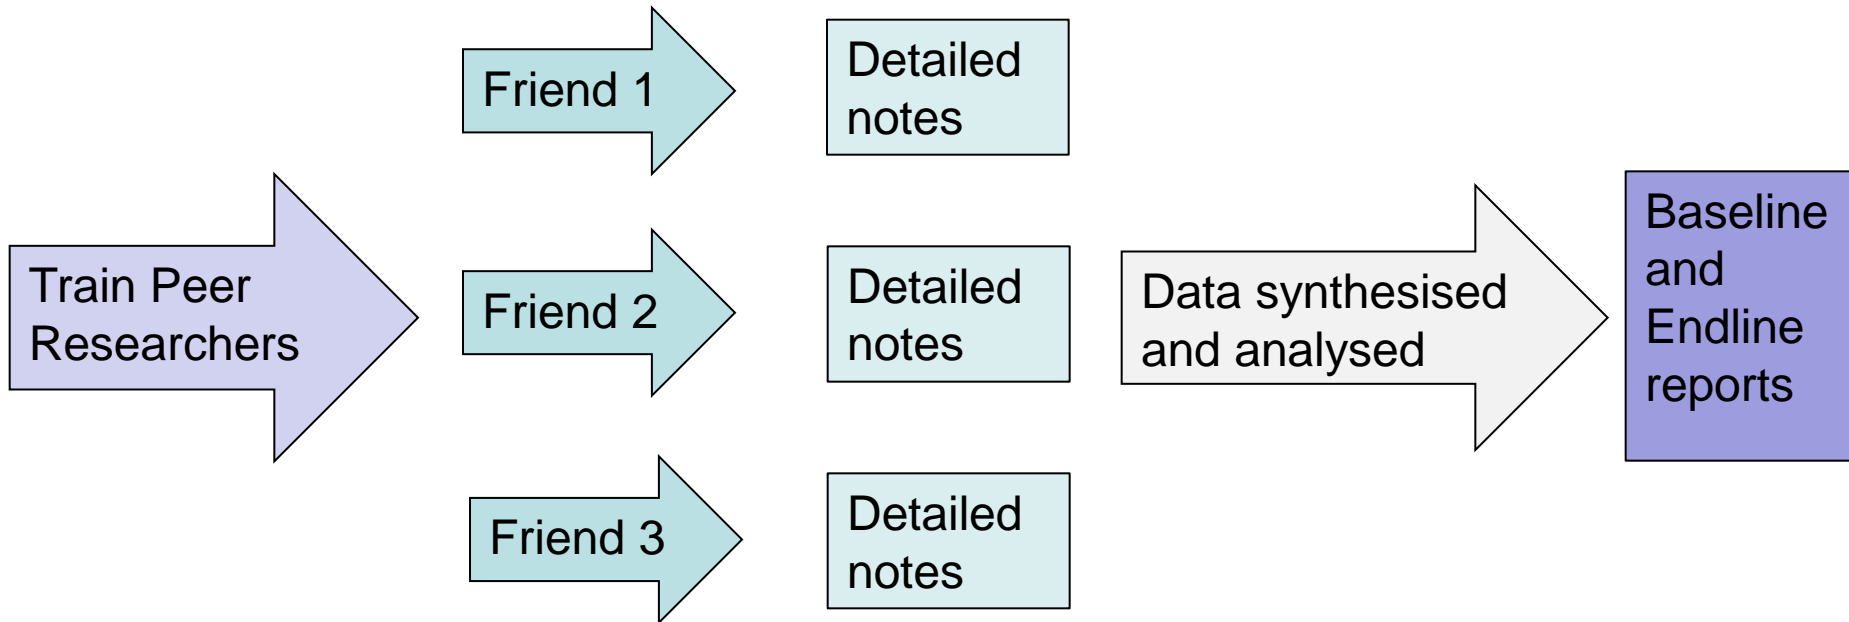 Train Peer
Researchers
Friend 1
Detailed
notes
Friend 2
Detailed
notes
Friend 3
Detailed
notes
Data synthesised
and analysed
Baseline
and
Endline
reports